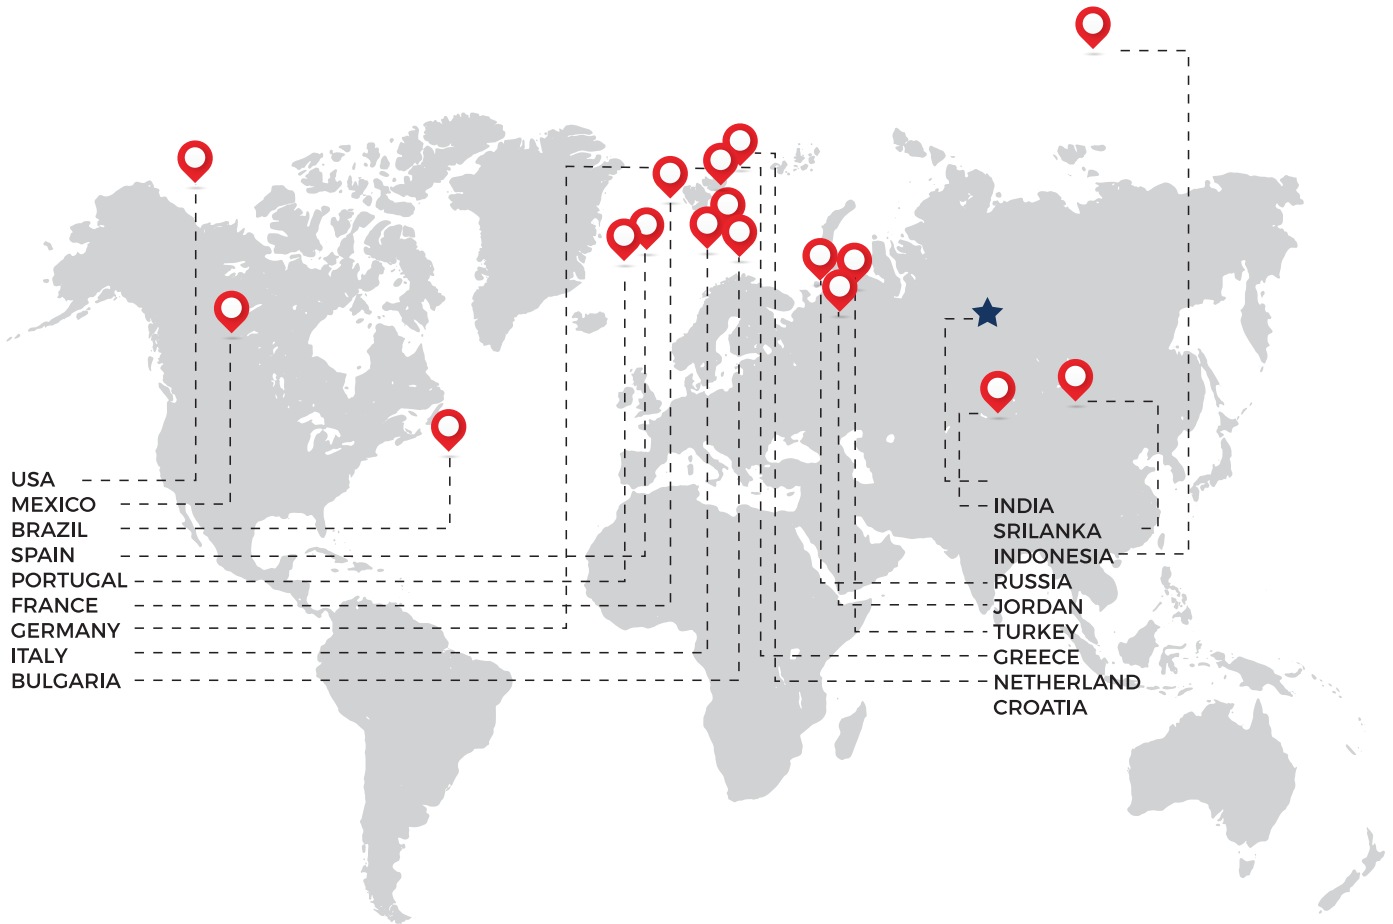 USA
MEXICO
BRAZIL
SPAIN
PORTUGAL
FRANCE
GERMANY
ITALY
BULGARIA
INDIA
SRILANKA
INDONESIA
RUSSIA
JORDAN
TURKEY
GREECE
NETHERLAND
CROATIA